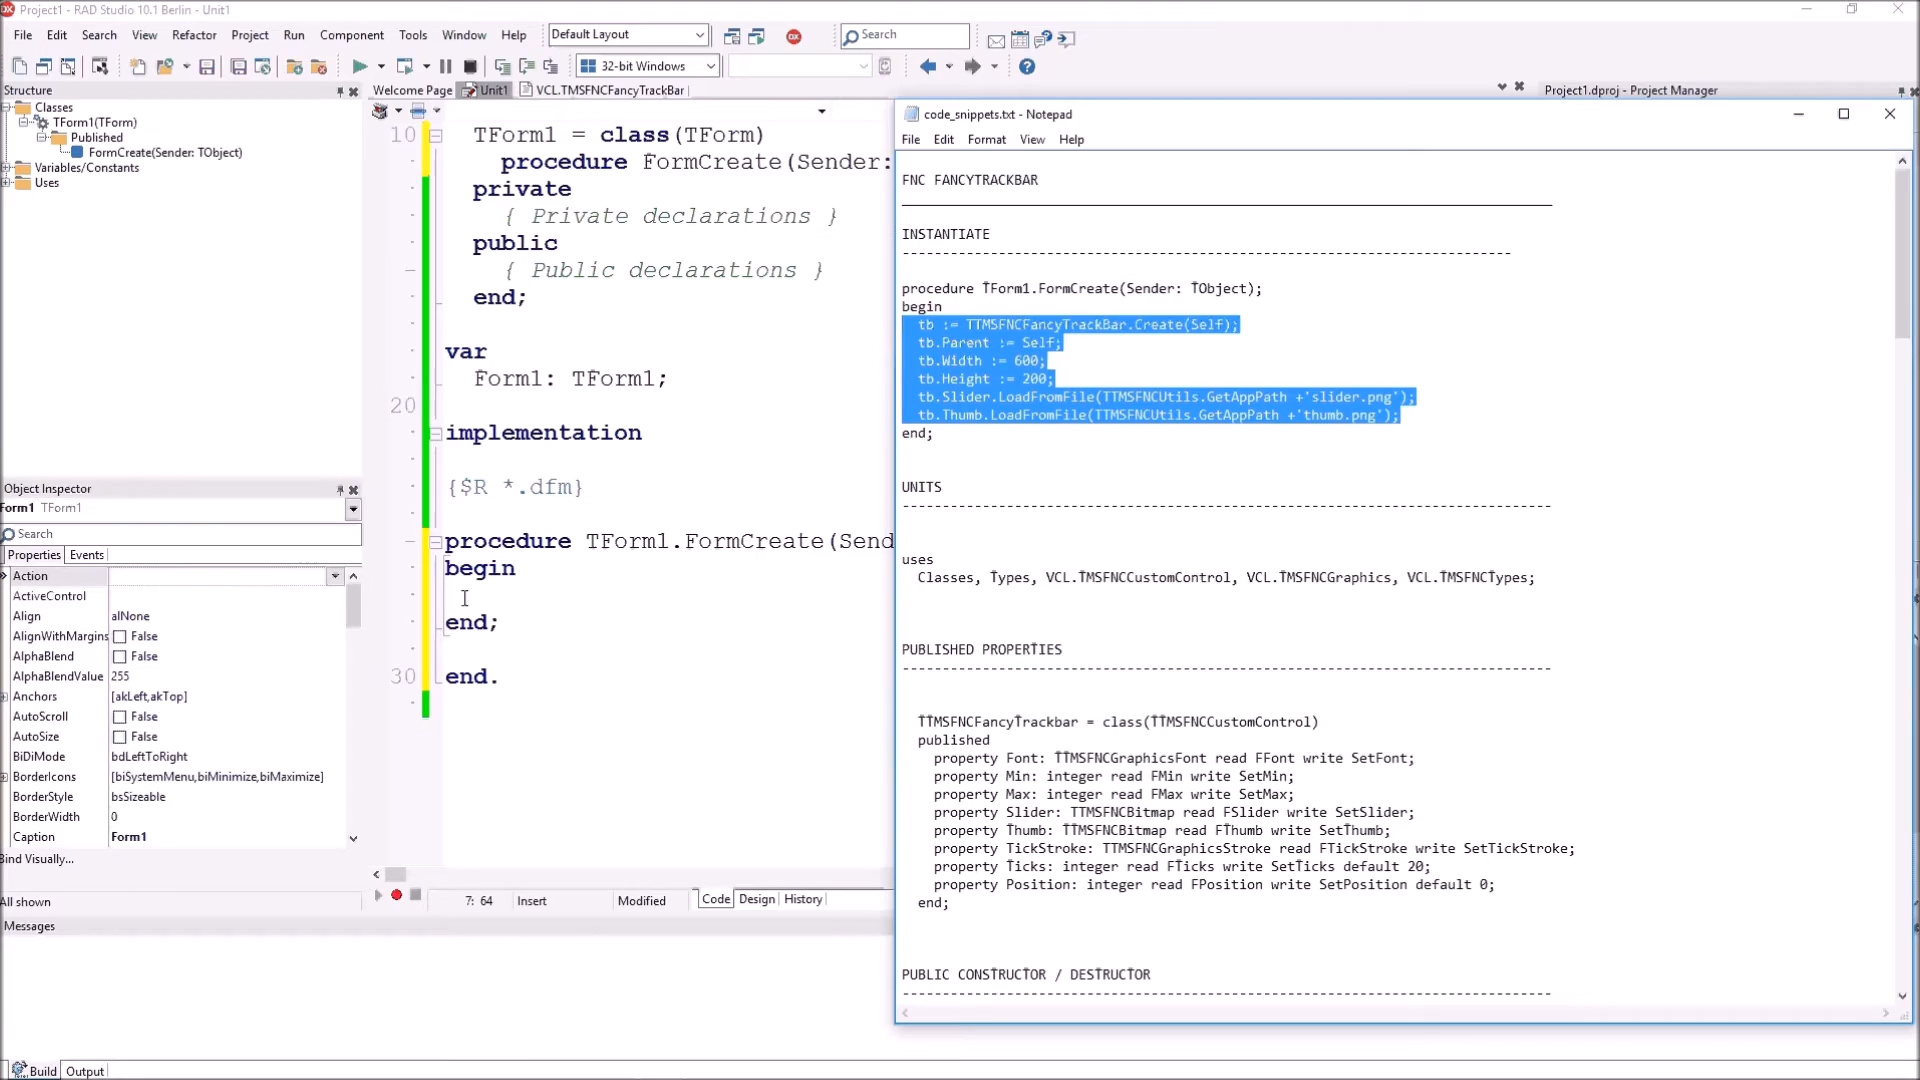 Project1 - RAD Studio 10.1 Berlin - Unit1
File Edit Search View Refactor Project Run Component Tools Window Help Default Layout Search
32-bit Windows
Structure
Welcome Page Unit1 VCL.TMSFNCFancyTrackBar
Project1.dproj - Project Manager
Classes
TForm1(TForm)
Published
FormCreate(Sender: TObject)
Variables/Constants
Uses
10 TForm1 = class(TForm)
procedure FormCreate(Sender:
private
{ Private declarations }
public
{ Public declarations }
end;
var
Form1: TForm1;
20
implementation
{$R *.dfm}
procedure TForm1.FormCreate(Send
begin
end;
30 end.
Object Inspector
Form1 TForm1
Search
Properties Events
Action
ActiveControl
Align alNone
AlignWithMargins False
AlphaBlend False
AlphaBlendValue 255
Anchors [akLeft,akTop]
AutoScroll False
AutoSize False
BiDiMode bdLeftToRight
BorderIcons [biSystemMenu,biMinimize,biMaximize]
BorderStyle bsSizeable
BorderWidth 0
Caption Form1
Bind Visually...
All shown
7: 64 Insert Modified Code Design History
Messages
Build Output
code_snippets.txt - Notepad
File Edit Format View Help
FNC FANCYTRACKBAR
INSTANTIATE
--------------------------------------------------------------------------
procedure TForm1.FormCreate(Sender: TObject);
begin
tb := TTMSFNCFancyTrackBar.Create(Self);
tb.Parent := Self;
tb.Width := 600;
tb.Height := 200;
tb.Slider.LoadFromFile(TTMSFNCUtils.GetAppPath +'slider.png');
tb.Thumb.LoadFromFile(TTMSFNCUtils.GetAppPath +'thumb.png');
end;
UNITS
--------------------------------------------------------------------------
uses
Classes, Types, VCL.TMSFNCCustomControl, VCL.TMSFNCGraphics, VCL.TMSFNCTypes;
PUBLISHED PROPERTIES
--------------------------------------------------------------------------
TTMSFNCFancyTrackbar = class(TTMSFNCCustomControl)
published
property Font: TTMSFNCGraphicsFont read FFont write SetFont;
property Min: integer read FMin write SetMin;
property Max: integer read FMax write SetMax;
property Slider: TTMSFNCBitmap read FSlider write SetSlider;
property Thumb: TTMSFNCBitmap read FThumb write SetThumb;
property TickStroke: TTMSFNCGraphicsStroke read FTickStroke write SetTickStroke;
property Ticks: integer read FTicks write SetTicks default 20;
property Position: integer read FPosition write SetPosition default 0;
end;
PUBLIC CONSTRUCTOR / DESTRUCTOR
--------------------------------------------------------------------------